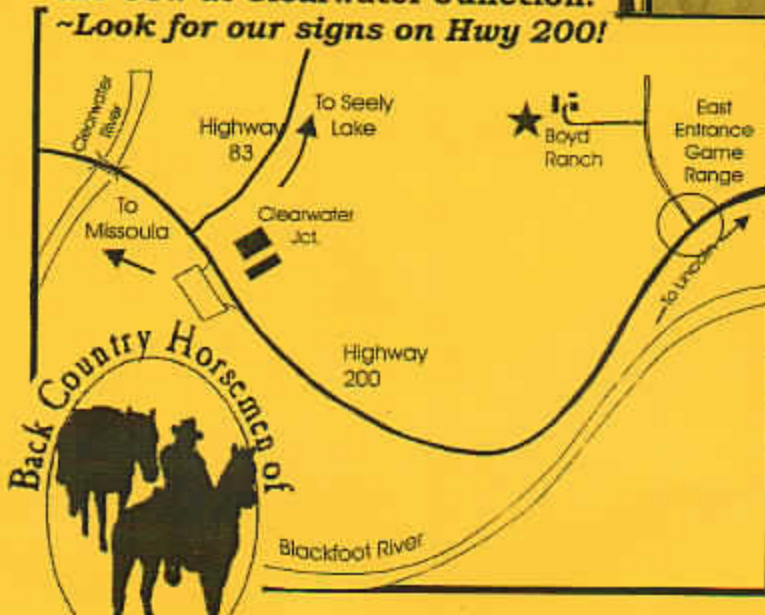 ~Look for our signs on Hwy 200!
Clearwater
River
Highway
83
To Seely
Lake
Boyd
Ranch
East
Entrance
Game
Range
To
Missoula
Clearwater
Jct.
To Lincoln
Highway
200
Back Country Horsemen of
Blackfoot River